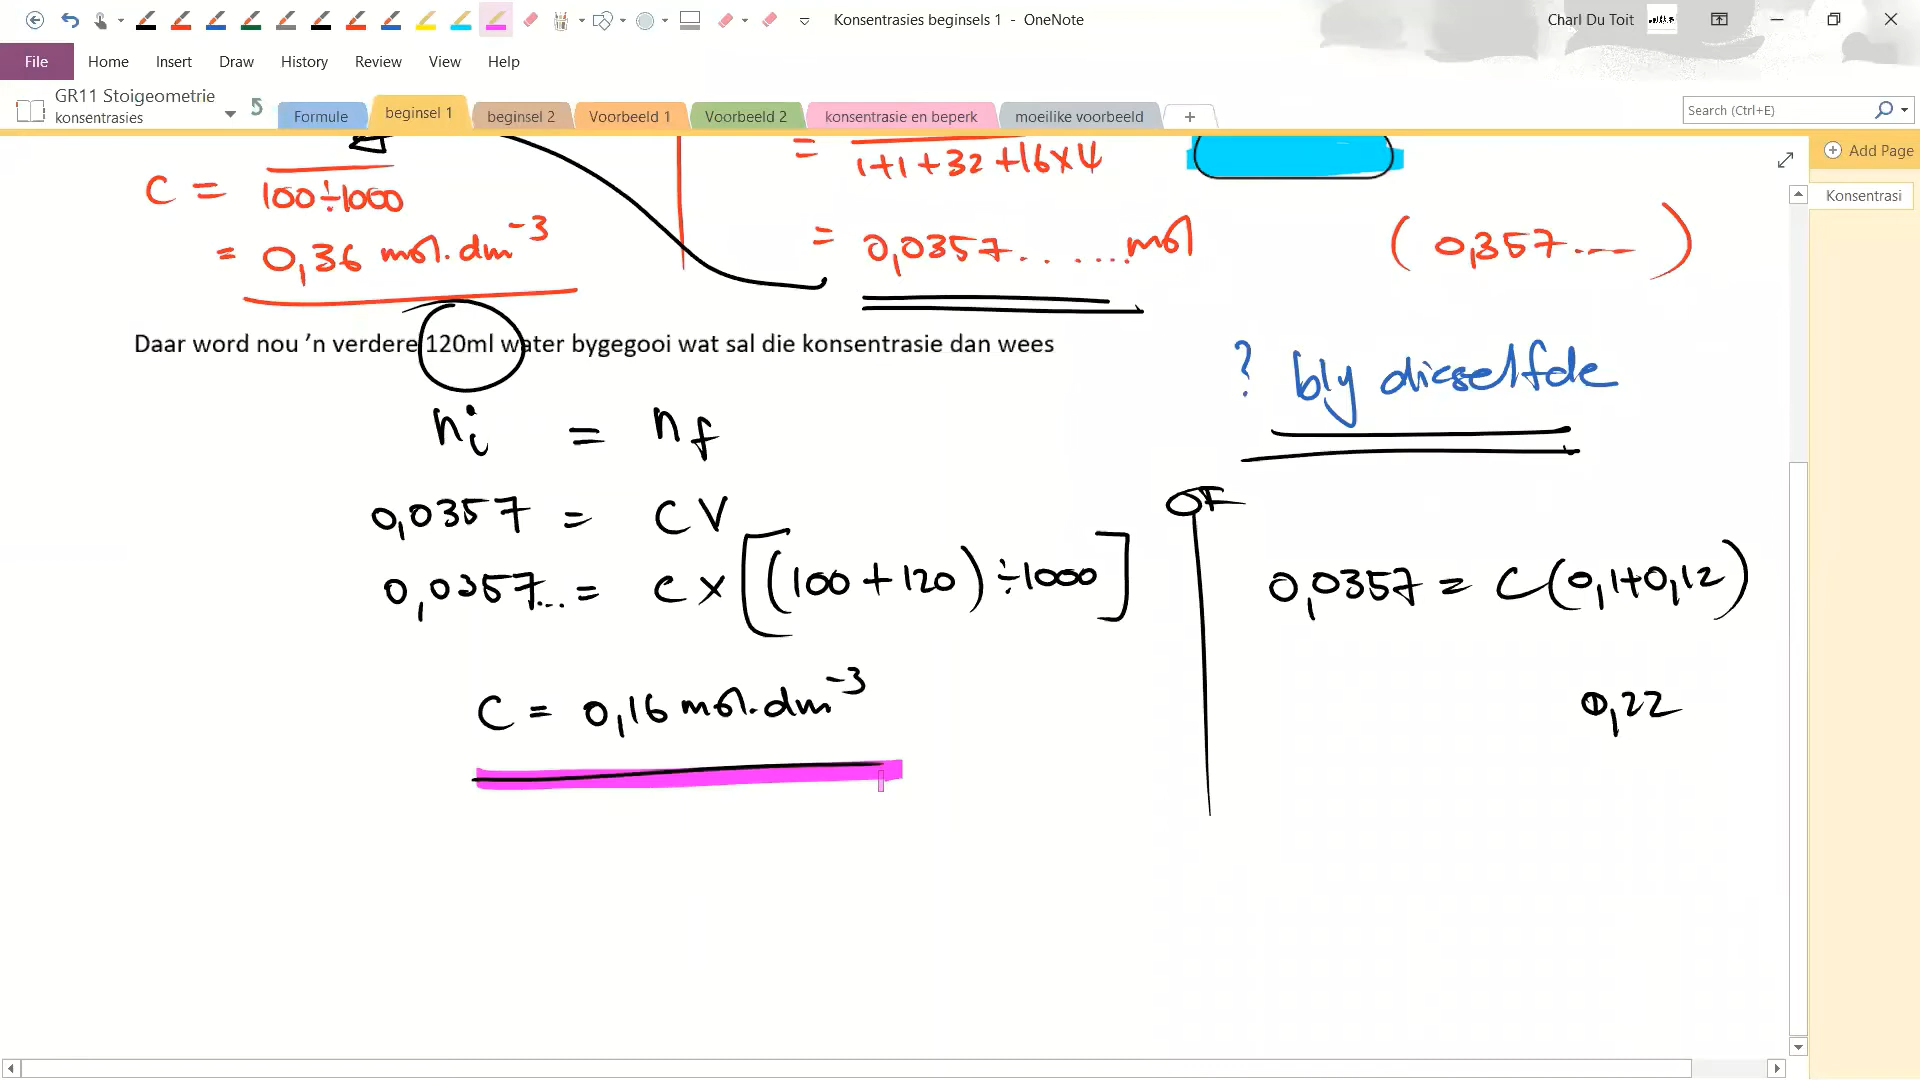 Konsentrasies beginsels 1 - OneNote
Charl Du Toit
File Home Insert Draw History Review View Help
GR11 Stoigeometrie
konsentrasies
Formule beginsel 1 beginsel 2 Voorbeeld 1 Voorbeeld 2 konsentrasie en beperk moeilike voorbeeld +
Search (Ctrl+E)
Add Page
Konsentrasi
C = 100÷1000
= 0,36 mol.dm⁻³
= 1+1+32+16x4
= 0,0357.......mol
(0,357....)
Daar word nou 'n verdere 120ml water bygegooi wat sal die konsentrasie dan wees
? bly dieselfde
nᵢ = nf
0,0357 = CV
0,0357... = C x [(100+120)÷1000]
C = 0,16 mol.dm⁻³
OF
0,0357 = C(0,1+0,12)
0,22